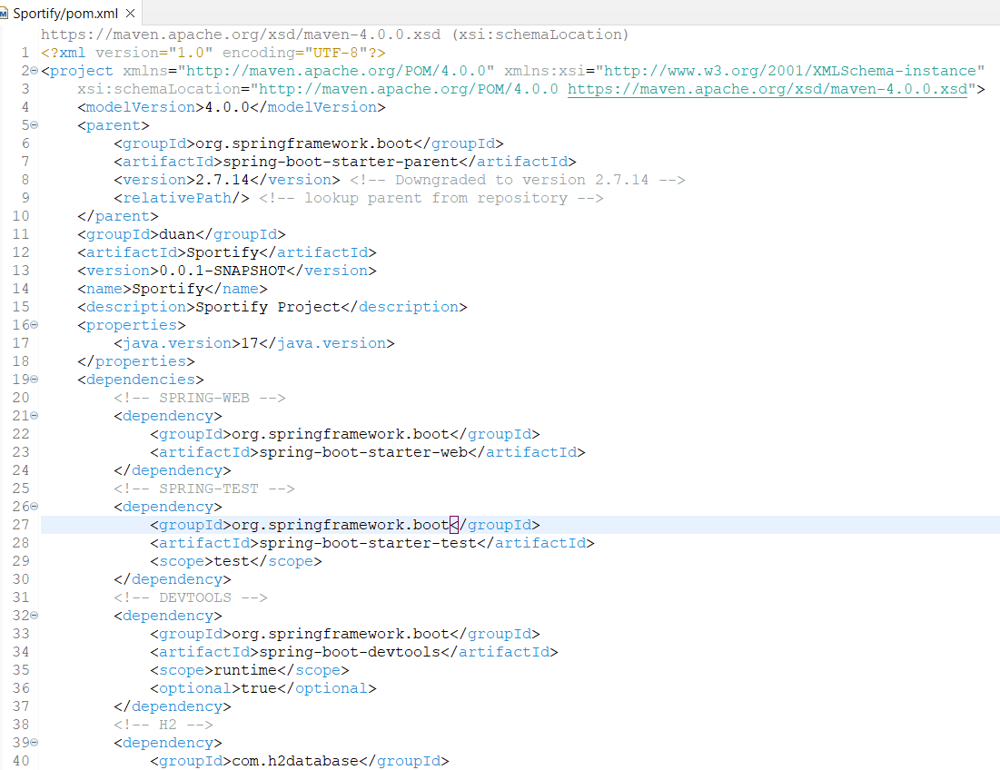 Sportify/pom.xml
https://maven.apache.org/xsd/maven-4.0.0.xsd (xsi:schemaLocation)
1 <?xml version="1.0" encoding="UTF-8"?>
2 <project xmlns="http://maven.apache.org/POM/4.0.0" xmlns:xsi="http://www.w3.org/2001/XMLSchema-instance"
3 xsi:schemaLocation="http://maven.apache.org/POM/4.0.0 https://maven.apache.org/xsd/maven-4.0.0.xsd">
4 <modelVersion>4.0.0</modelVersion>
5 <parent>
6 <groupId>org.springframework.boot</groupId>
7 <artifactId>spring-boot-starter-parent</artifactId>
8 <version>2.7.14</version> <!-- Downgraded to version 2.7.14 -->
9 <relativePath/> <!-- lookup parent from repository -->
10 </parent>
11 <groupId>duan</groupId>
12 <artifactId>Sportify</artifactId>
13 <version>0.0.1-SNAPSHOT</version>
14 <name>Sportify</name>
15 <description>Sportify Project</description>
16 <properties>
17 <java.version>17</java.version>
18 </properties>
19 <dependencies>
20 <!-- SPRING-WEB -->
21 <dependency>
22 <groupId>org.springframework.boot</groupId>
23 <artifactId>spring-boot-starter-web</artifactId>
24 </dependency>
25 <!-- SPRING-TEST -->
26 <dependency>
27 <groupId>org.springframework.boot</groupId>
28 <artifactId>spring-boot-starter-test</artifactId>
29 <scope>test</scope>
30 </dependency>
31 <!-- DEVTOOLS -->
32 <dependency>
33 <groupId>org.springframework.boot</groupId>
34 <artifactId>spring-boot-devtools</artifactId>
35 <scope>runtime</scope>
36 <optional>true</optional>
37 </dependency>
38 <!-- H2 -->
39 <dependency>
40 <groupId>com.h2database</groupId>